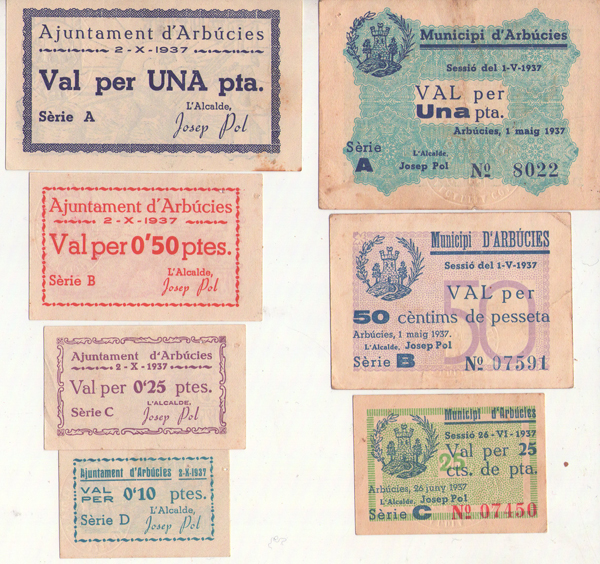 Ajuntament d'Arbúcies
2-X-1937
Val per UNA pta.
Sèrie A
L'Alcalde,
Josep Pol
Ajuntament d'Arbúcies
2-X-1937
Val per 0'50 ptes.
Sèrie B
L'Alcalde,
Josep Pol
Ajuntament d'Arbúcies
2-X-1937
Val per 0'25 ptes.
Sèrie C
L'ALCALDE,
Josep Pol
Ajuntament d'Arbúcies 2-X-1937
VAL PER 0'10 ptes.
Sèrie D
L'Alcalde,
Josep Pol
Municipi d'Arbúcies
Sessió del 1-V-1937
VAL per
Una pta.
Arbúcies, 1 maig 1937
Sèrie A
L'Alcalde,
Josep Pol
Nº 8022
Municipi D'ARBÚCIES
Sessió del 1-V-1937
VAL per
50 cèntims de pesseta
50
Arbúcies, 1 maig 1937.
L'Alcalde, Josep Pol
Sèrie B Nº 07591
Municipi d'Arbúcies
Sessió 26-VI-1937
Val per 25
cts. de pta.
25
Arbúcies, 26 juny 1937
L'Alcalde, Josep Pol
Sèrie C Nº 07450